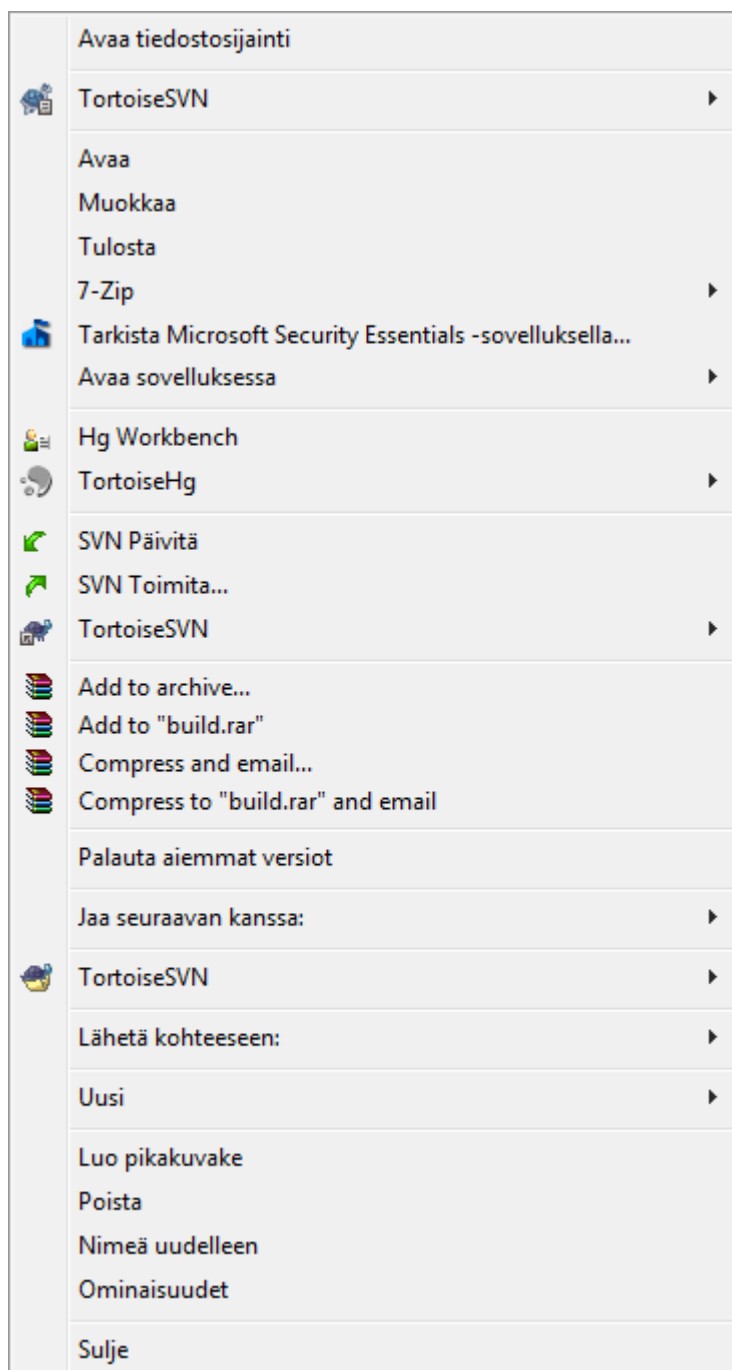 Avaa tiedostosijainti
TortoiseSVN
Avaa
Muokkaa
Tulosta
7-Zip
Tarkista Microsoft Security Essentials -sovelluksella...
Avaa sovelluksessa
Hg Workbench
TortoiseHg
SVN Päivitä
SVN Toimita...
TortoiseSVN
Add to archive...
Add to "build.rar"
Compress and email...
Compress to "build.rar" and email
Palauta aiemmat versiot
Jaa seuraavan kanssa:
TortoiseSVN
Lähetä kohteeseen:
Uusi
Luo pikakuvake
Poista
Nimeä uudelleen
Ominaisuudet
Sulje